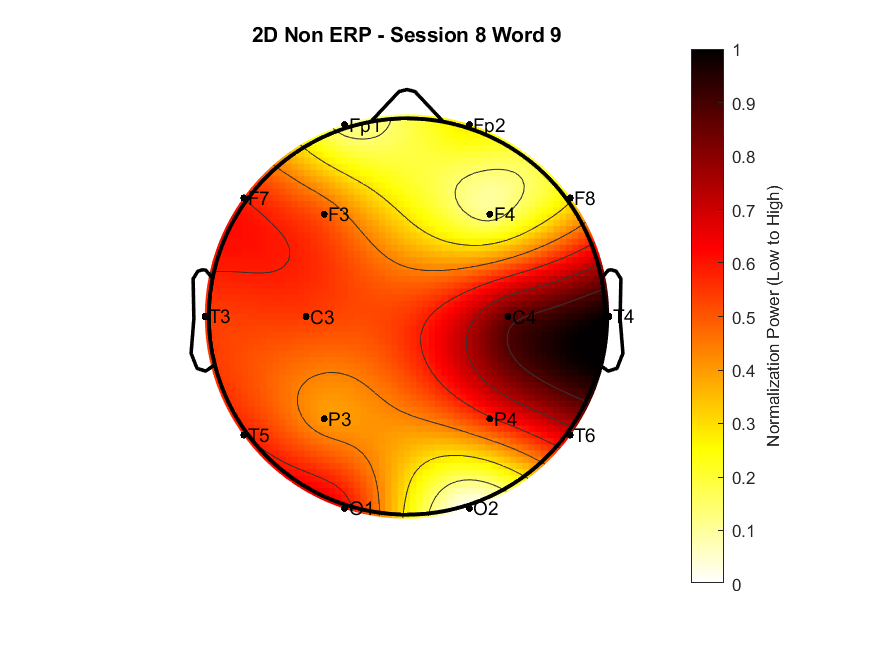 2D Non ERP - Session 8 Word 9
Fp1
Fp2
F7
F3
F4
F8
T3
C3
C4
T4
P3
P4
T5
T6
O1
O2
1
0.9
0.8
0.7
0.6
0.5
0.4
0.3
0.2
0.1
0
Normalization Power (Low to High)